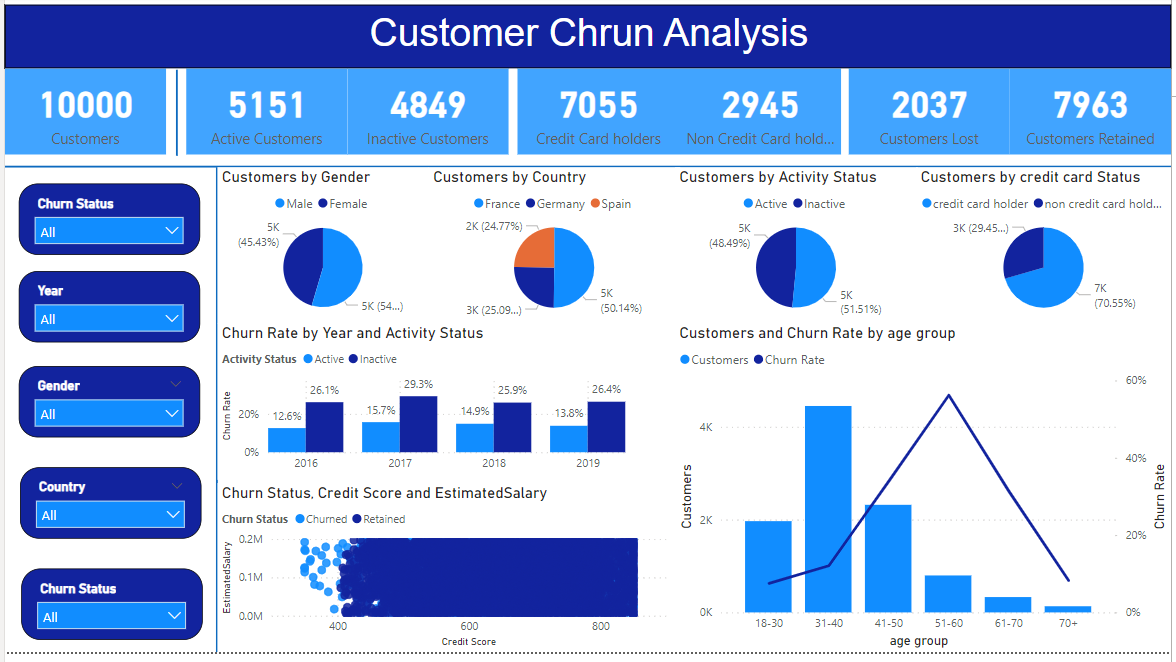 Customer Chrun Analysis
10000
Customers
5151
Active Customers
4849
Inactive Customers
7055
Credit Card holders
2945
Non Credit Card hold...
2037
Customers Lost
7963
Customers Retained
Churn Status
All
Year
All
Gender
All
Country
All
Churn Status
All
Customers by Gender
Male Female
5K
(45.43%)
5K (54...)
Customers by Country
France Germany Spain
2K (24.77%)
3K (25.09...)
5K
(50.14%)
Customers by Activity Status
Active Inactive
5K
(48.49%)
5K
(51.51%)
Customers by credit card Status
credit card holder non credit card hold...
3K (29.45...)
7K
(70.55%)
Churn Rate by Year and Activity Status
Activity Status Active Inactive
Churn Rate
20%
0%
12.6% 26.1% 15.7% 29.3% 14.9% 25.9% 13.8% 26.4%
2016 2017 2018 2019
Churn Status, Credit Score and EstimatedSalary
Churn Status Churned Retained
EstimatedSalary
0.2M
0.1M
0.0M
400 600 800
Credit Score
Customers and Churn Rate by age group
Customers Churn Rate
Customers
4K
2K
0K
60%
40%
20%
0%
Churn Rate
18-30 31-40 41-50 51-60 61-70 70+
age group